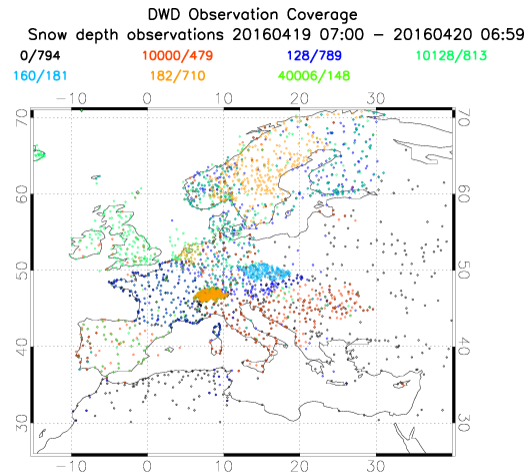 DWD Observation Coverage
Snow depth observations 20160419 07:00 − 20160420 06:59
0/794 10000/479 128/789 10128/813
160/181 182/710 40006/148
−10 0 10 20 30
70 70
60 60
50 50
40 40
30 30
−10 0 10 20 30